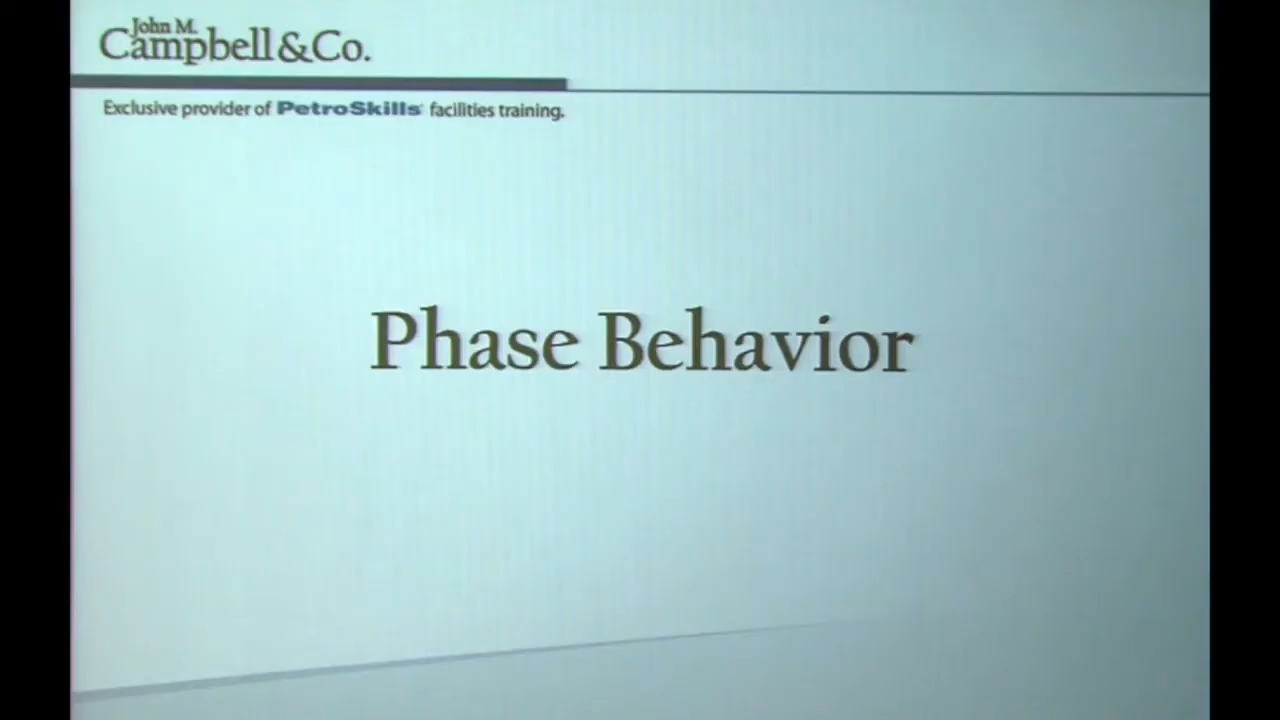 John M.
Campbell & Co.
Exclusive provider of PetroSkills® facilities training.
Phase Behavior